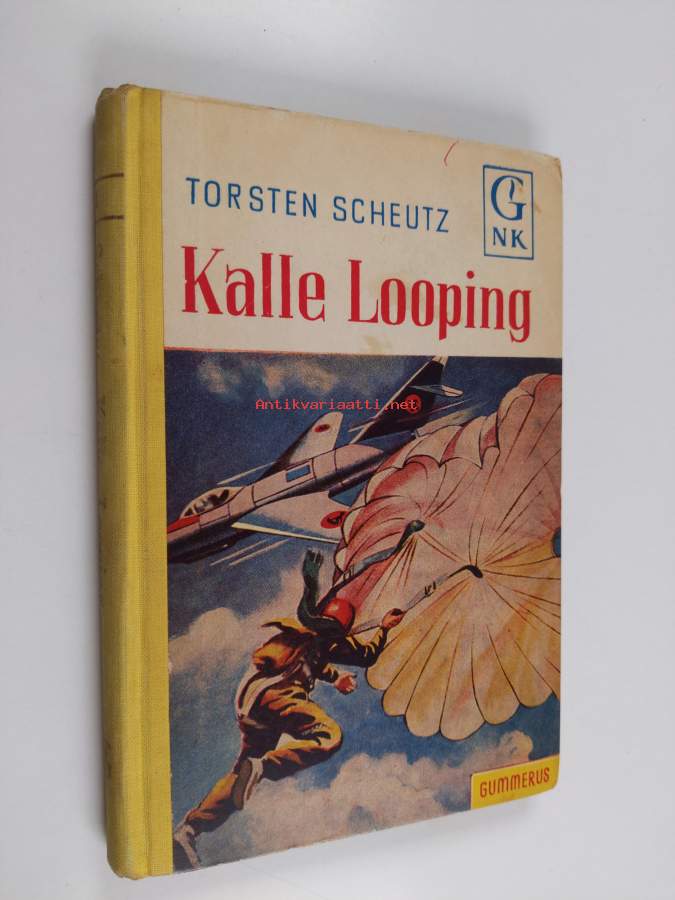 TORSTEN SCHEUTZ
G
NK
Kalle Looping
Antikvariaatti.net
GUMMERUS